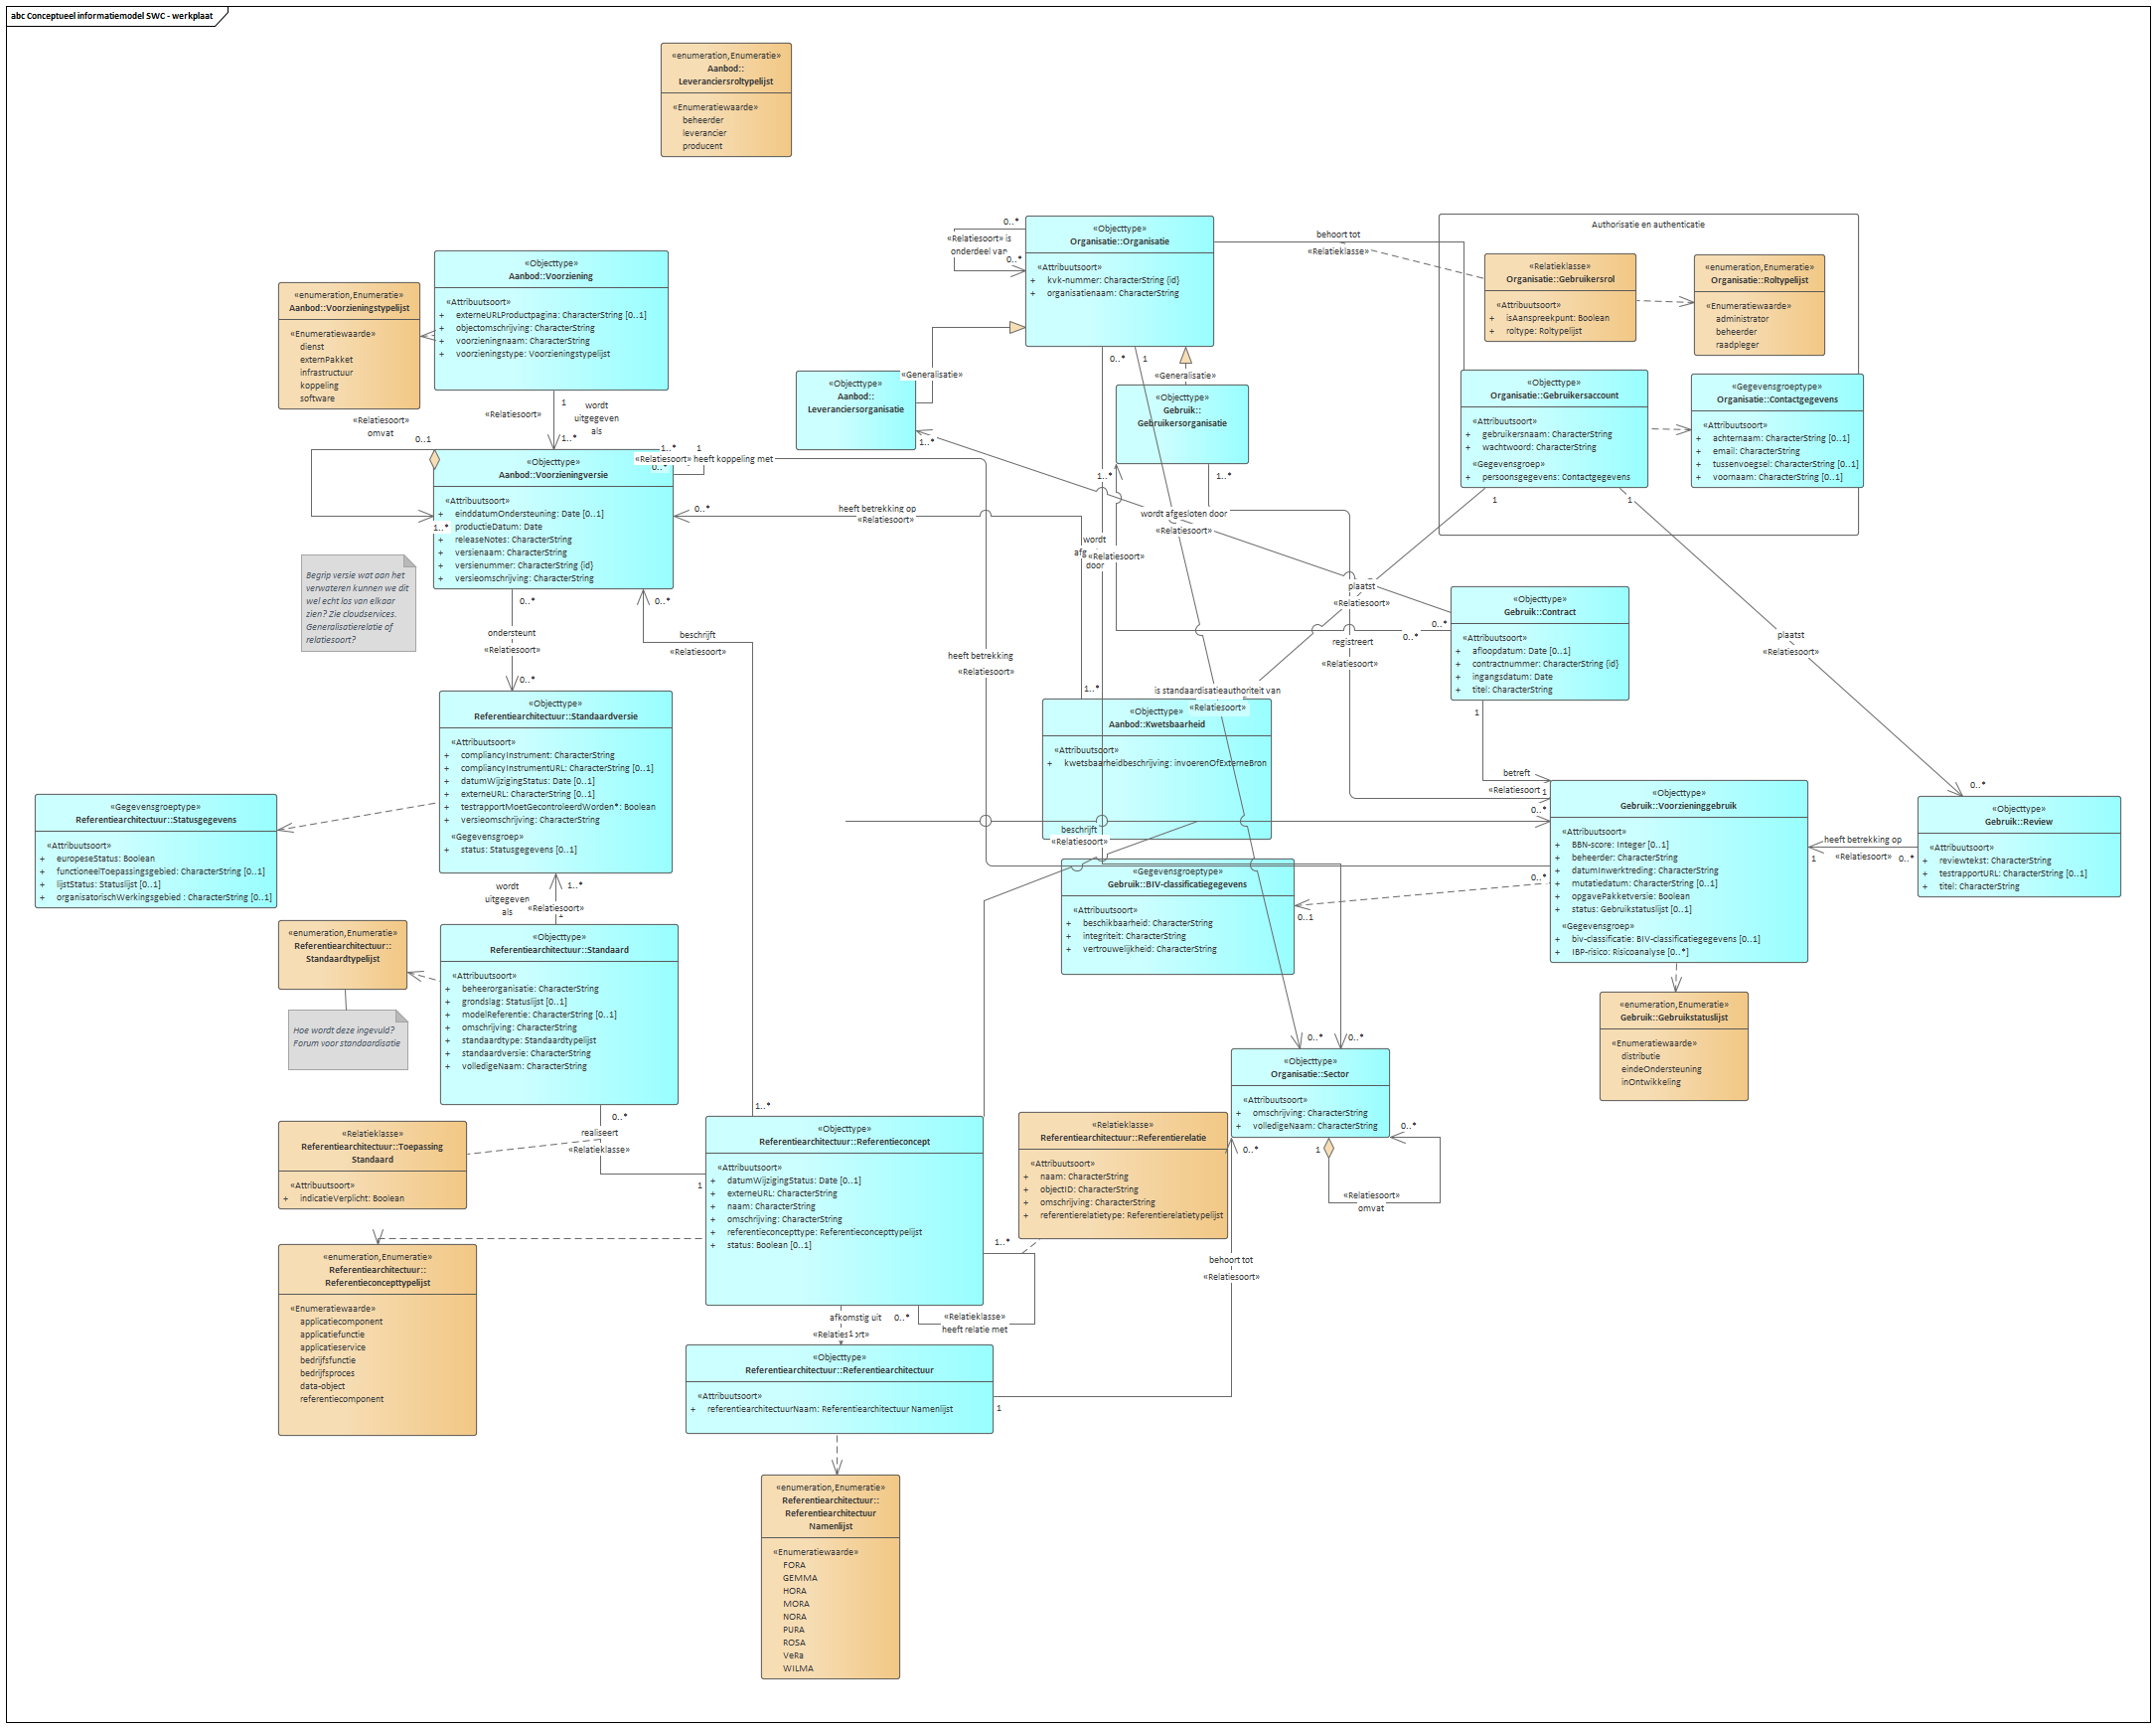 abc Conceptueel informatiemodel SWC - werkplaat
«enumeration,Enumeratie»
Aanbod::
Leveranciersroltypelijst
«Enumeratiewaarde»
beheerder
leverancier
producent
«Objecttype»
Organisatie::Organisatie
«Attribuutsoort»
+ kvk-nummer: CharacterString {id}
+ organisatienaam: CharacterString
0..*
«Relatiesoort» is
onderdeel van
0..*
behoort tot
«Relatieklasse»
Authorisatie en authenticatie
«Relatieklasse»
Organisatie::Gebruikersrol
«Attribuutsoort»
+ isAanspreekpunt: Boolean
+ roltype: Roltypelijst
«enumeration,Enumeratie»
Organisatie::Roltypelijst
«Enumeratiewaarde»
administrator
beheerder
raadpleger
«Objecttype»
Organisatie::Gebruikersaccount
«Attribuutsoort»
+ gebruikersnaam: CharacterString
+ wachtwoord: CharacterString
«Gegevensgroep»
+ persoonsgegevens: Contactgegevens
«Gegevensgroeptype»
Organisatie::Contactgegevens
«Attribuutsoort»
+ achternaam: CharacterString [0..1]
+ email: CharacterString
+ tussenvoegsel: CharacterString [0..1]
+ voornaam: CharacterString [0..1]
1
1
«Objecttype»
Aanbod::Voorziening
«Attribuutsoort»
+ externeURLProductpagina: CharacterString [0..1]
+ objectomschrijving: CharacterString
+ voorzieningnaam: CharacterString
+ voorzieningstype: Voorzieningstypelijst
«enumeration,Enumeratie»
Aanbod::Voorzieningstypelijst
«Enumeratiewaarde»
dienst
externPakket
infrastructuur
koppeling
software
«Relatiesoort»
1
wordt
uitgegeven
als
1..*
«Relatiesoort»
omvat
0..1
1..*
«Objecttype»
Aanbod::
Leveranciersorganisatie
«Generalisatie»
1..*
«Objecttype»
Gebruik::
Gebruikersorganisatie
«Generalisatie»
0..*
1
1..*
1..*
«Objecttype»
Aanbod::Voorzieningversie
«Attribuutsoort»
+ einddatumOndersteuning: Date [0..1]
productieDatum: Date
+ releaseNotes: CharacterString
+ versienaam: CharacterString
+ versienummer: CharacterString {id}
+ versieomschrijving: CharacterString
1..*
1
«Relatiesoort» heeft koppeling met
0..*
0..*
heeft betrekking op
«Relatiesoort»
wordt afgesloten door
«Relatiesoort»
wordt
door
«Relatiesoort»
Begrip versie wat aan het
verwateren kunnen we dit
wel echt los van elkaar
zien? Zie cloudservices.
Generalisatierelatie of
relatiesoort?
0..*
ondersteunt
«Relatiesoort»
0..*
0..*
beschrijft
«Relatiesoort»
heeft betrekking
«Relatiesoort»
plaatst
«Relatiesoort»
registreert
«Relatiesoort»
0..*
0..*
plaatst
«Relatiesoort»
«Objecttype»
Gebruik::Contract
«Attribuutsoort»
+ afloopdatum: Date [0..1]
+ contractnummer: CharacterString {id}
+ ingangsdatum: Date
+ titel: CharacterString
1
betreft
«Relatiesoort
1
0..*
1..*
is standaardisatieauthoriteit van
«Relatiesoort»
«Objecttype»
Aanbod::Kwetsbaarheid
«Attribuutsoort»
+ kwetsbaarheidbeschrijving: invoerenOfExterneBron
beschrijft
«Relatiesoort»
«Objecttype»
Referentiearchitectuur::Standaardversie
«Attribuutsoort»
+ compliancyInstrument: CharacterString
+ compliancyInstrumentURL: CharacterString [0..1]
+ datumWijzigingStatus: Date [0..1]
+ externeURL: CharacterString [0..1]
+ testrapportMoetGecontroleerdWorden*: Boolean
+ versieomschrijving: CharacterString
«Gegevensgroep»
+ status: Statusgegevens [0..1]
«Gegevensgroeptype»
Referentiearchitectuur::Statusgegevens
«Attribuutsoort»
+ europeseStatus: Boolean
+ functioneelToepassingsgebied: CharacterString [0..1]
+ lijstStatus: Statuslijst [0..1]
+ organisatorischWerkingsgebied : CharacterString [0..1]
«Objecttype»
Gebruik::Voorzieninggebruik
«Attribuutsoort»
+ BBN-score: Integer [0..1]
+ beheerder: CharacterString
+ datumInwerktreding: CharacterString
+ mutatiedatum: CharacterString [0..1]
+ opgavePakketversie: Boolean
+ status: Gebruikstatuslijst [0..1]
«Gegevensgroep»
+ biv-classificatie: BIV-classificatiegegevens [0..1]
+ IBP-risico: Risicoanalyse [0..*]
0..*
heeft betrekking op
1
«Relatiesoort»
0..*
0..*
«Objecttype»
Gebruik::Review
«Attribuutsoort»
+ reviewtekst: CharacterString
+ testrapportURL: CharacterString [0..1]
+ titel: CharacterString
«Gegevensgroeptype»
Gebruik::BIV-classificatiegegevens
«Attribuutsoort»
+ beschikbaarheid: CharacterString
+ integriteit: CharacterString
+ vertrouwelijkheid: CharacterString
0..1
wordt
uitgegeven
als
1..*
«Relatiesoort»
1
«enumeration,Enumeratie»
Referentiearchitectuur::
Standaardtypelijst
Hoe wordt deze ingevuld?
Forum voor standaardisatie
«Objecttype»
Referentiearchitectuur::Standaard
«Attribuutsoort»
+ beheerorganisatie: CharacterString
+ grondslag: Statuslijst [0..1]
+ modelReferentie: CharacterString [0..1]
+ omschrijving: CharacterString
+ standaardtype: Standaardtypelijst
+ standaardversie: CharacterString
+ volledigeNaam: CharacterString
«enumeration,Enumeratie»
Gebruik::Gebruikstatuslijst
«Enumeratiewaarde»
distributie
eindeOndersteuning
inOntwikkeling
0..*
0..*
«Objecttype»
Organisatie::Sector
«Attribuutsoort»
+ omschrijving: CharacterString
+ volledigeNaam: CharacterString
0..*
0..*
1
«Relatiesoort»
omvat
0..*
realiseert
«Relatieklasse»
1
«Relatieklasse»
Referentiearchitectuur::Toepassing
Standaard
«Attribuutsoort»
+ indicatieVerplicht: Boolean
1..*
«Objecttype»
Referentiearchitectuur::Referentieconcept
«Attribuutsoort»
+ datumWijzigingStatus: Date [0..1]
+ externeURL: CharacterString
+ naam: CharacterString
+ omschrijving: CharacterString
+ referentieconcepttype: Referentieconcepttypelijst
+ status: Boolean [0..1]
«Relatieklasse»
Referentiearchitectuur::Referentierelatie
«Attribuutsoort»
+ naam: CharacterString
+ objectID: CharacterString
+ omschrijving: CharacterString
+ referentierelatietype: Referentierelatietypelijst
1..*
behoort tot
«Relatiesoort»
«enumeration,Enumeratie»
Referentiearchitectuur::
Referentieconcepttypelijst
«Enumeratiewaarde»
applicatiecomponent
applicatiefunctie
applicatieservice
bedrijfsfunctie
bedrijfsproces
data-object
referentiecomponent
afkomstig uit
0..*
«Relatieklasse»
heeft relatie met
1
«Objecttype»
Referentiearchitectuur::Referentiearchitectuur
«Attribuutsoort»
+ referentiearchitectuurNaam: Referentiearchitectuur Namenlijst
1
«enumeration,Enumeratie»
Referentiearchitectuur::
Referentiearchitectuur
Namenlijst
«Enumeratiewaarde»
FORA
GEMMA
HORA
MORA
NORA
PURA
ROSA
VeRa
WILMA